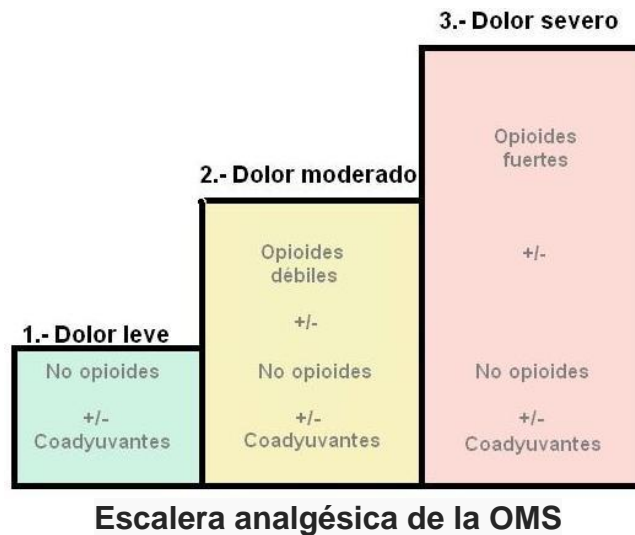 1.- Dolor leve
No opioides
+/-
Coadyuvantes
2.- Dolor moderado
Opioides
débiles
+/-
No opioides
+/-
Coadyuvantes
3.- Dolor severo
Opioides
fuertes
+/-
No opioides
+/-
Coadyuvantes
Escalera analgésica de la OMS